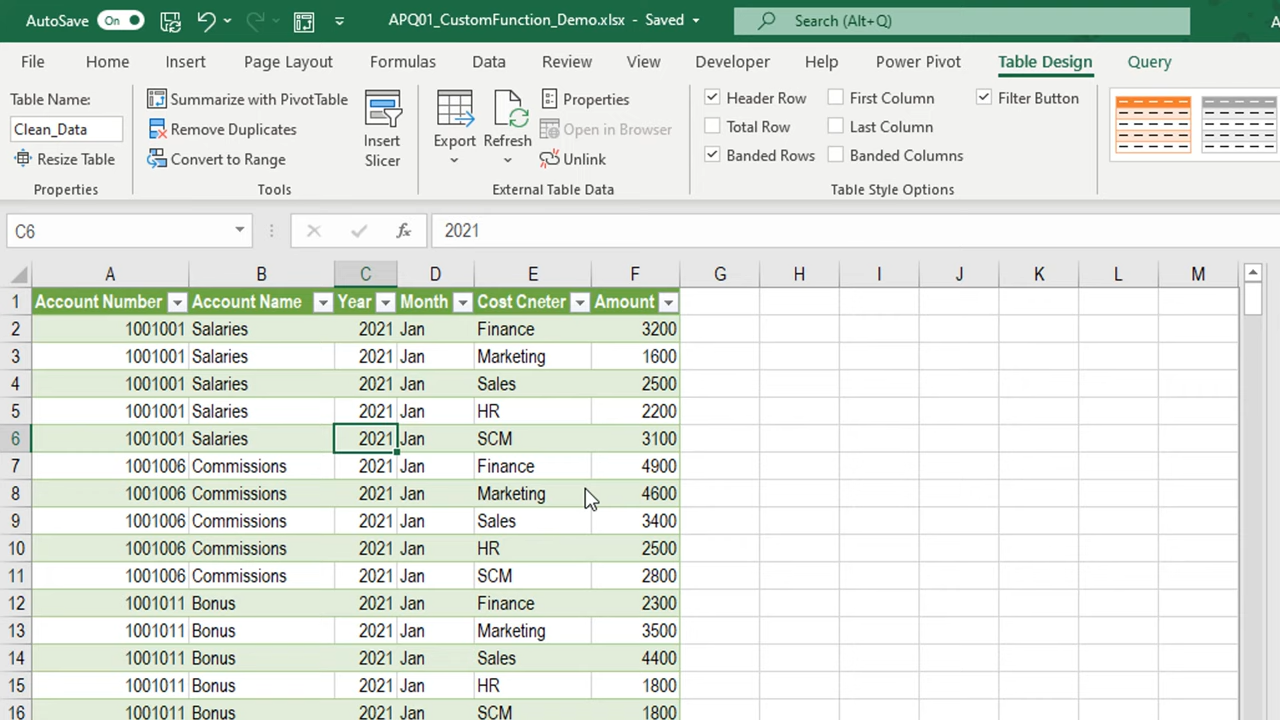 AutoSave On APQ01_CustomFunction_Demo.xlsx - Saved Search (Alt+Q)
File Home Insert Page Layout Formulas Data Review View Developer Help Power Pivot Table Design Query
Table Name:
Clean_Data
Resize Table
Properties
Summarize with PivotTable
Remove Duplicates
Convert to Range
Insert
Slicer
Tools
Export
Refresh
Properties
Open in Browser
Unlink
External Table Data
Header Row First Column Filter Button
Total Row Last Column
Banded Rows Banded Columns
Table Style Options
C6 fx 2021
A B C D E F G H I J K L M
1 Account Number Account Name Year Month Cost Cneter Amount
2 1001001 Salaries 2021 Jan Finance 3200
3 1001001 Salaries 2021 Jan Marketing 1600
4 1001001 Salaries 2021 Jan Sales 2500
5 1001001 Salaries 2021 Jan HR 2200
6 1001001 Salaries 2021 Jan SCM 3100
7 1001006 Commissions 2021 Jan Finance 4900
8 1001006 Commissions 2021 Jan Marketing 4600
9 1001006 Commissions 2021 Jan Sales 3400
10 1001006 Commissions 2021 Jan HR 2500
11 1001006 Commissions 2021 Jan SCM 2800
12 1001011 Bonus 2021 Jan Finance 2300
13 1001011 Bonus 2021 Jan Marketing 3500
14 1001011 Bonus 2021 Jan Sales 4400
15 1001011 Bonus 2021 Jan HR 1800
16 1001011 Bonus 2021 Jan SCM 1800